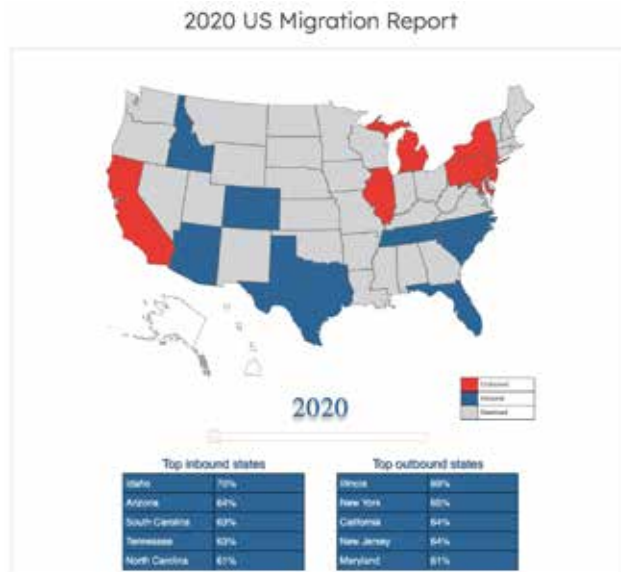 2020 US Migration Report
Outbound
Inbound
Balanced
2020
Top inbound states
Idaho 70%
Arizona 64%
South Carolina 63%
Tennessee 63%
North Carolina 61%
Top outbound states
Illinois 69%
New York 65%
California 64%
New Jersey 64%
Maryland 61%